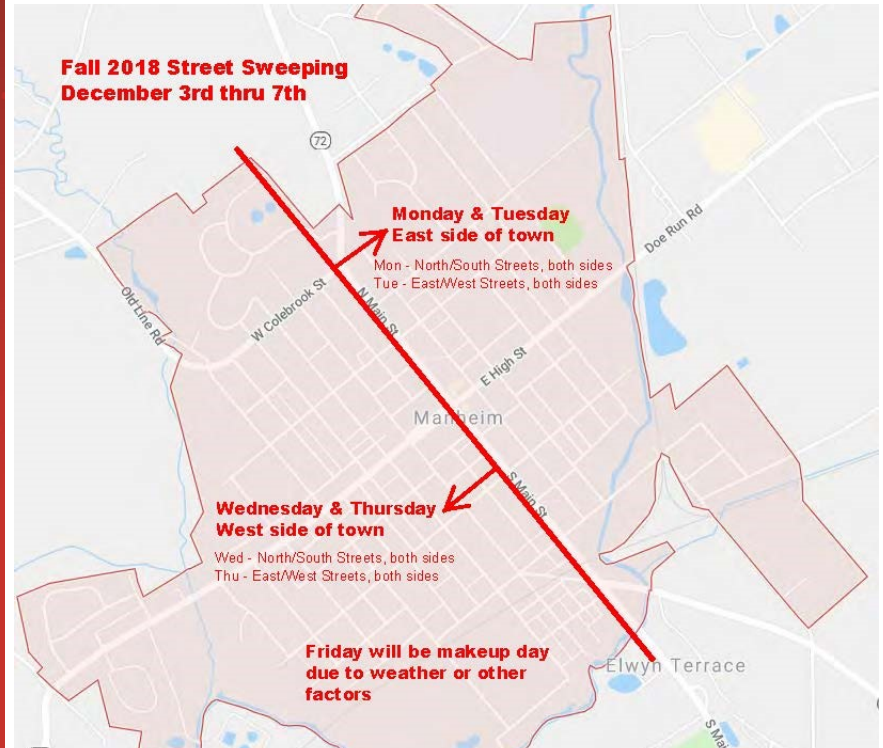 Fall 2018 Street Sweeping
December 3rd thru 7th
72
Monday & Tuesday
East side of town
Mon - North/South Streets, both sides
Tue - East/West Streets, both sides
Doe Run Rd
Old Line Rd
W Colebrook St
N Main St
E High St
Manheim
S Main St
Wednesday & Thursday
West side of town
Wed - North/South Streets, both sides
Thu - East/West Streets, both sides
Friday will be makeup day
due to weather or other
factors
Elwyn Terrace